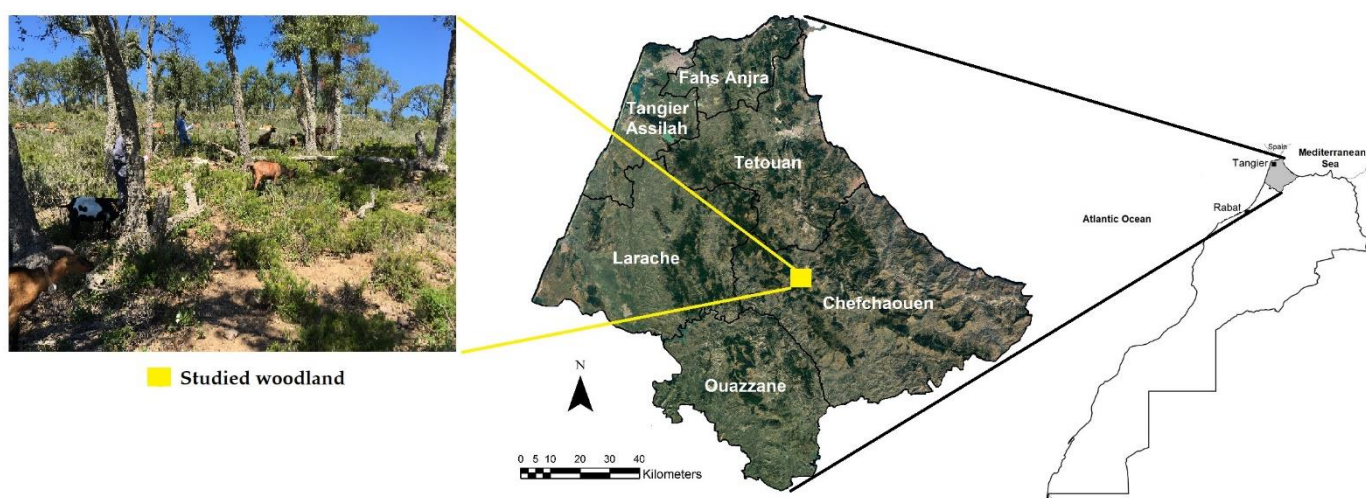 Studied woodland
Fahs Anjra
Tangier
Assilah
Tetouan
Larache
Chefchaouen
Ouazzane
N
0 5 10 20 30 40
Kilometers
Spain
Tangier
Mediterranean
Sea
Rabat
Atlantic Ocean